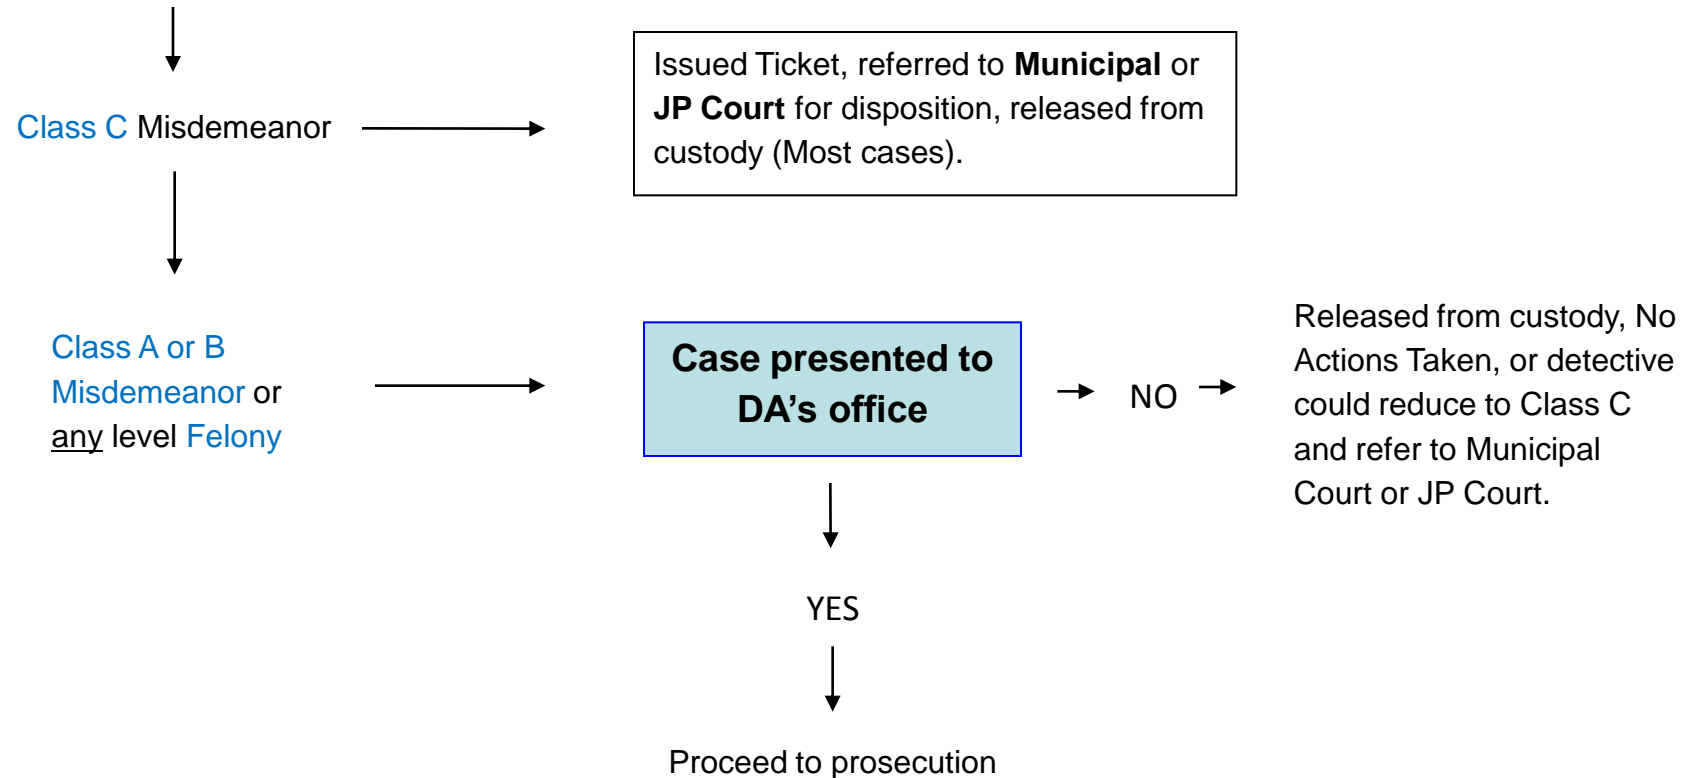 Issued Ticket, referred to Municipal or
JP Court for disposition, released from
custody (Most cases).
Class C Misdemeanor
Class A or B
Misdemeanor or
any level Felony
Case presented to
DA's office
NO
Released from custody, No
Actions Taken, or detective
could reduce to Class C
and refer to Municipal
Court or JP Court.
YES
Proceed to prosecution